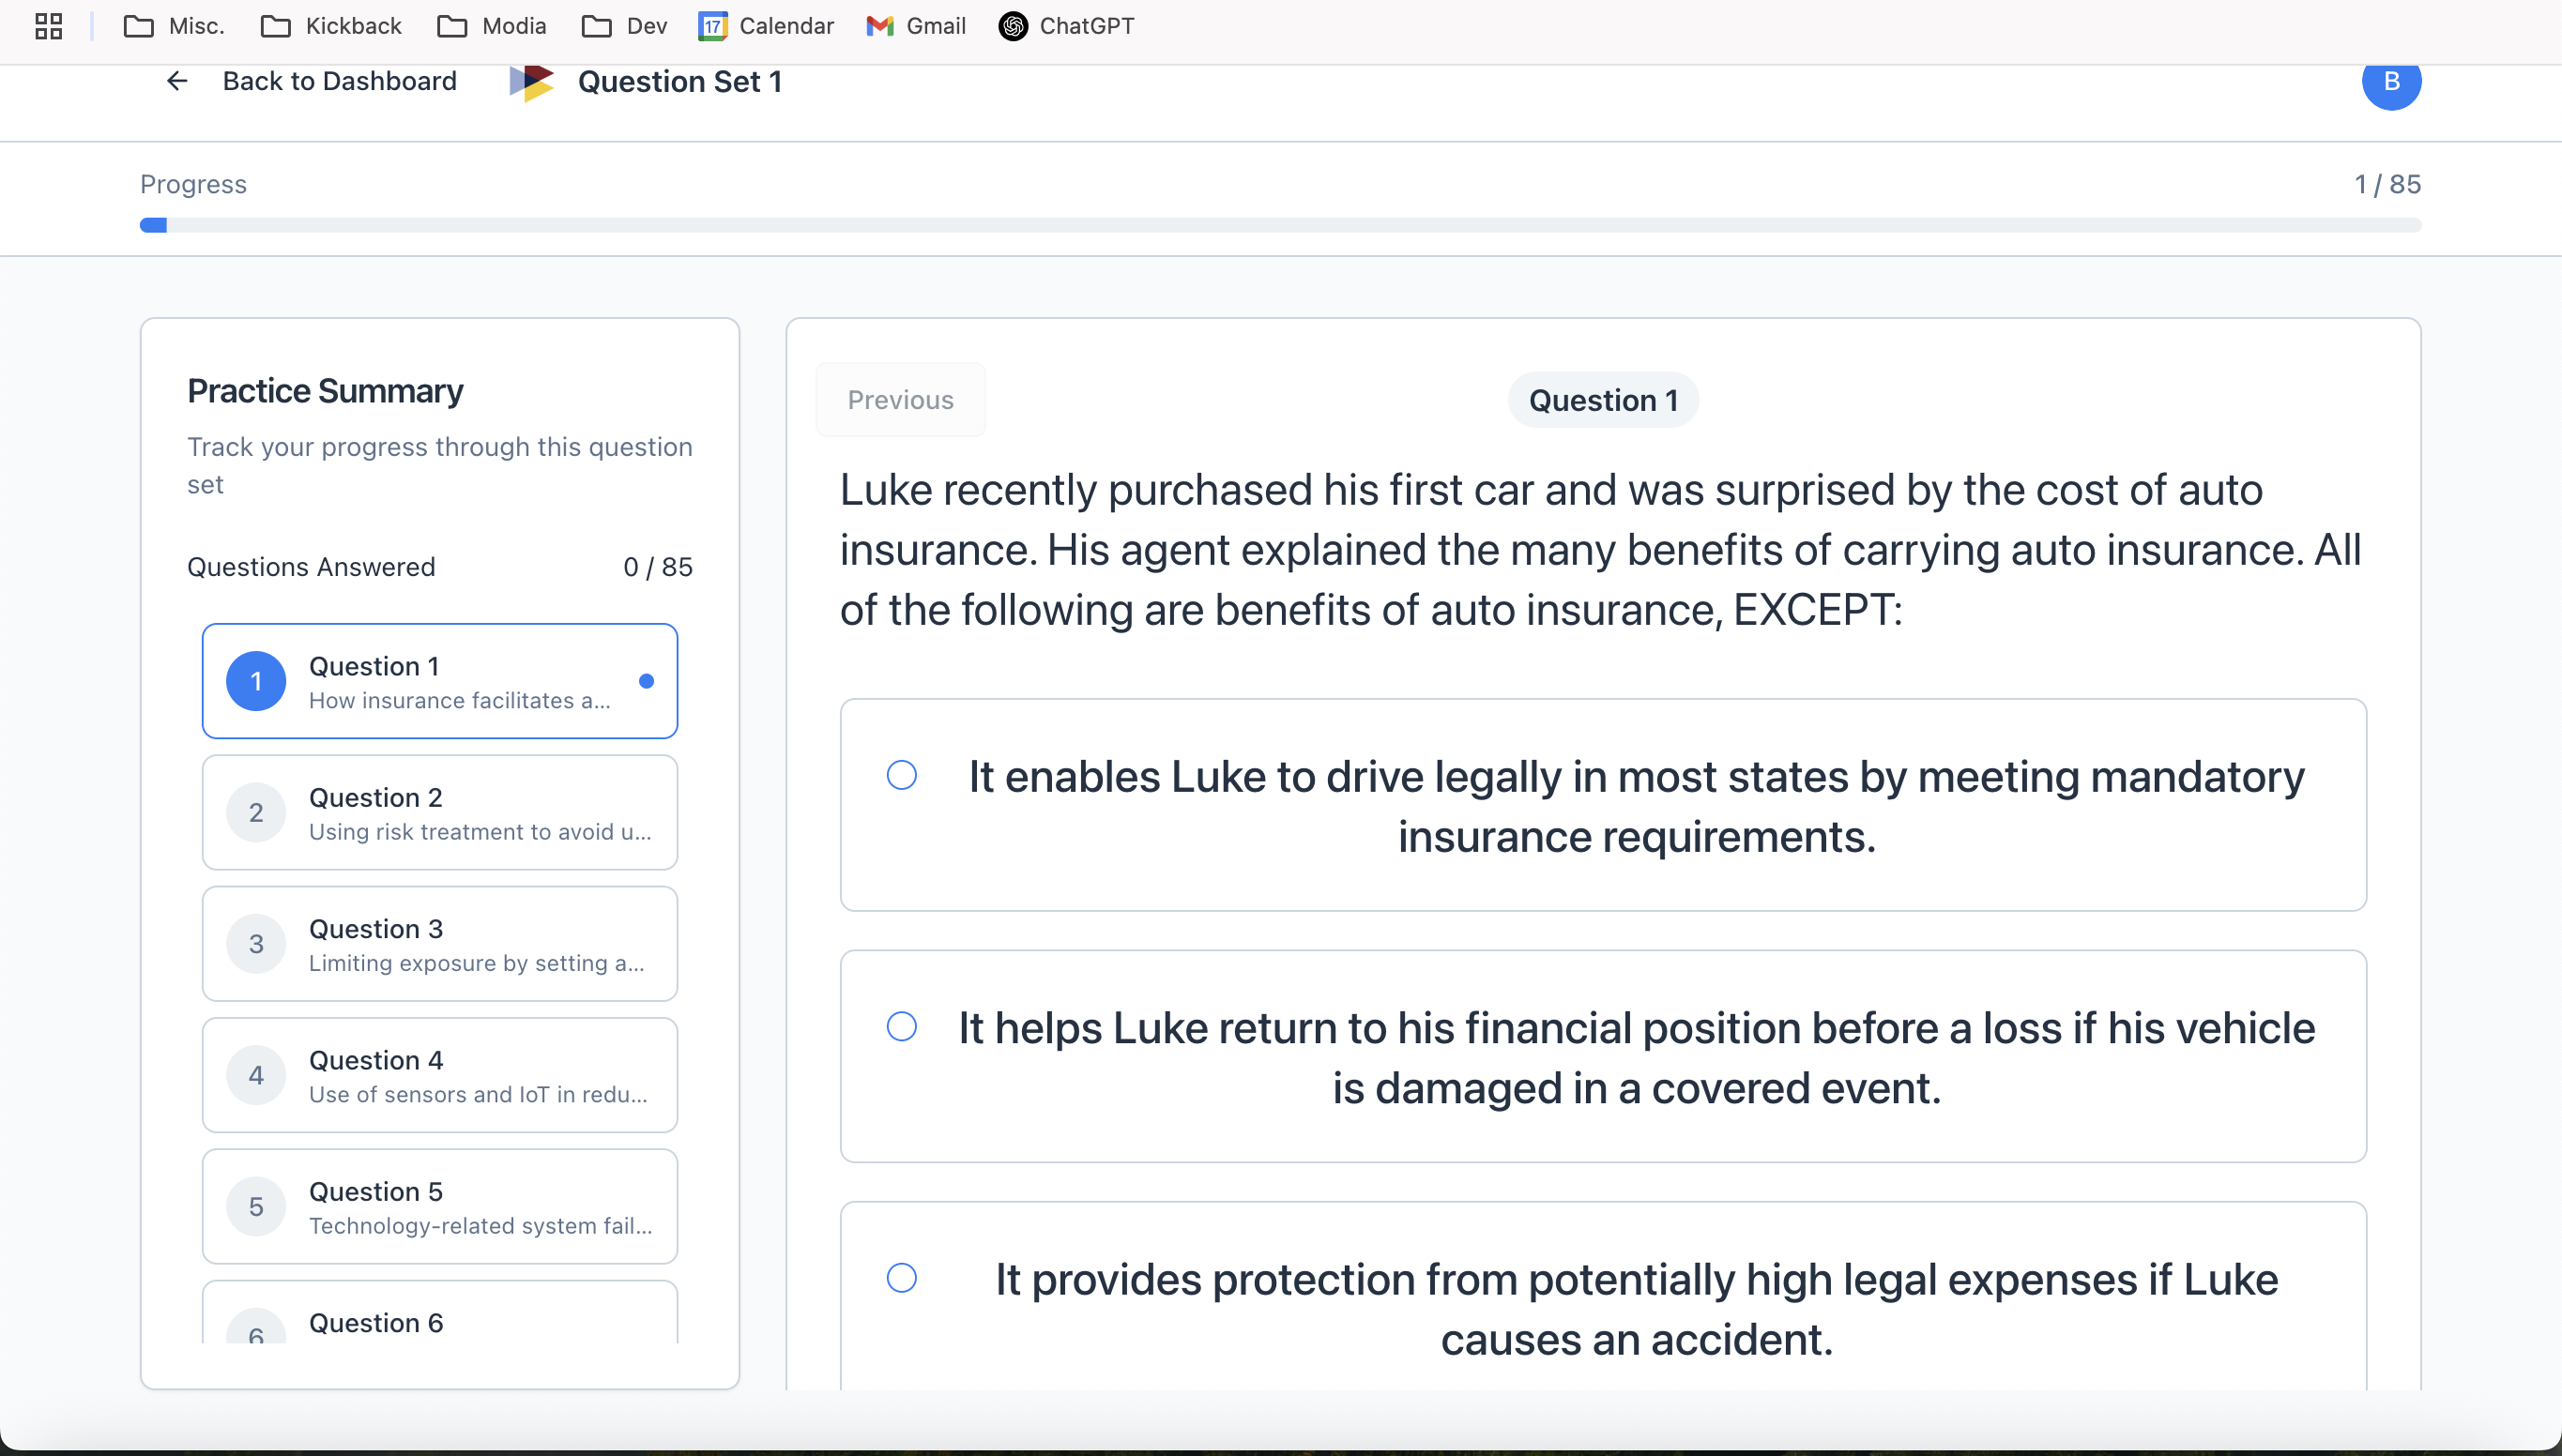 Misc.
Kickback
Modia
Dev
17
Calendar
Gmail
ChatGPT
Back to Dashboard
Question Set 1
B
Progress
1 / 85
Practice Summary
Track your progress through this question
set
Questions Answered
0 / 85
1
Question 1
How insurance facilitates a...
2
Question 2
Using risk treatment to avoid u...
3
Question 3
Limiting exposure by setting a...
4
Question 4
Use of sensors and IoT in redu...
5
Question 5
Technology-related system fail...
6
Question 6
Previous
Question 1
Luke recently purchased his first car and was surprised by the cost of auto
insurance. His agent explained the many benefits of carrying auto insurance. All
of the following are benefits of auto insurance, EXCEPT:
It enables Luke to drive legally in most states by meeting mandatory
insurance requirements.
It helps Luke return to his financial position before a loss if his vehicle
is damaged in a covered event.
It provides protection from potentially high legal expenses if Luke
causes an accident.